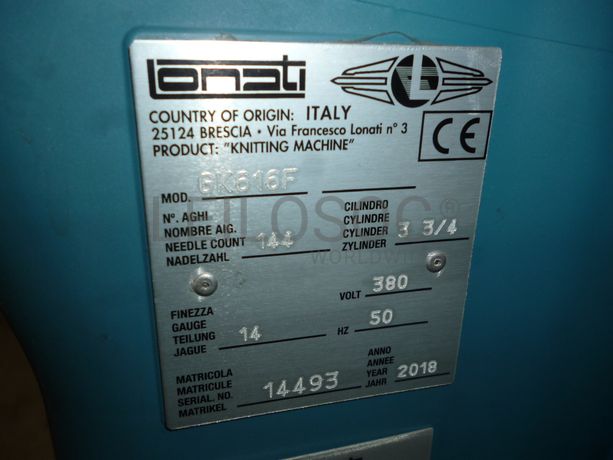 Lonati
COUNTRY OF ORIGIN: ITALY
25124 BRESCIA • Via Francesco Lonati n° 3
PRODUCT: "KNITTING MACHINE"
CE
MOD. GK616F
N°. AGHI
NOMBRE AIG.
NEEDLE COUNT 144
NADELZAHL
CILINDRO
CYLINDRE
CYLINDER 3 3/4
ZYLINDER
VOLT 380
FINEZZA
GAUGE
TEILUNG 14
JAGUE
HZ 50
MATRICOLA
MATRICULE
SERIAL. NO. 14493
MATRIKEL
ANNO
ANNEE
YEAR 2018
JAHR
WORLDWIDE